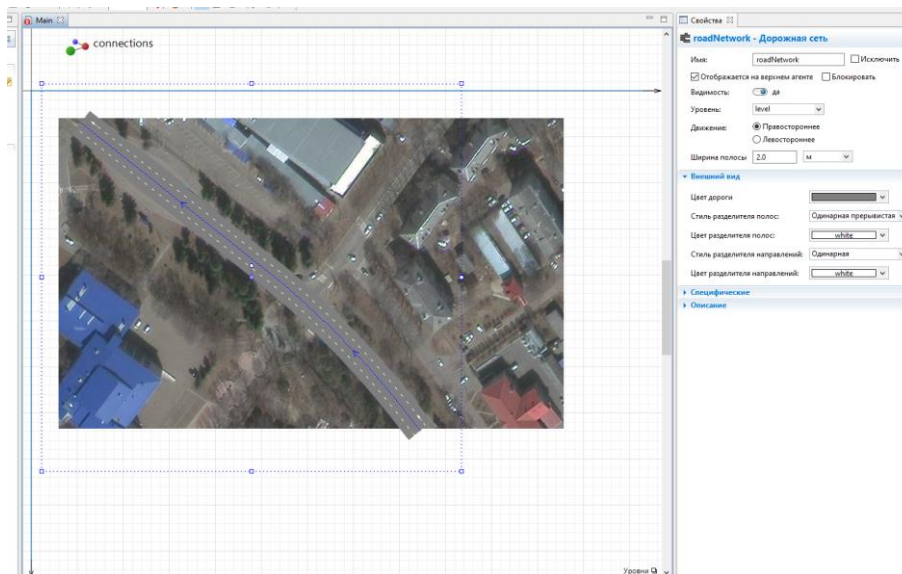 Main
connections
Уровни
Свойства
roadNetwork - Дорожная сеть
Имя: roadNetwork Исключить
Отображается на верхнем агенте Блокировать
Видимость: да
Уровень: level
Движение: Правостороннее
Левостороннее
Ширина полосы 2.0 м
Внешний вид
Цвет дороги
Стиль разделителя полос: Одинарная прерывистая
Цвет разделителя полос: white
Стиль разделителя направлений: Одинарная
Цвет разделителя направлений: white
Специфические
Описание